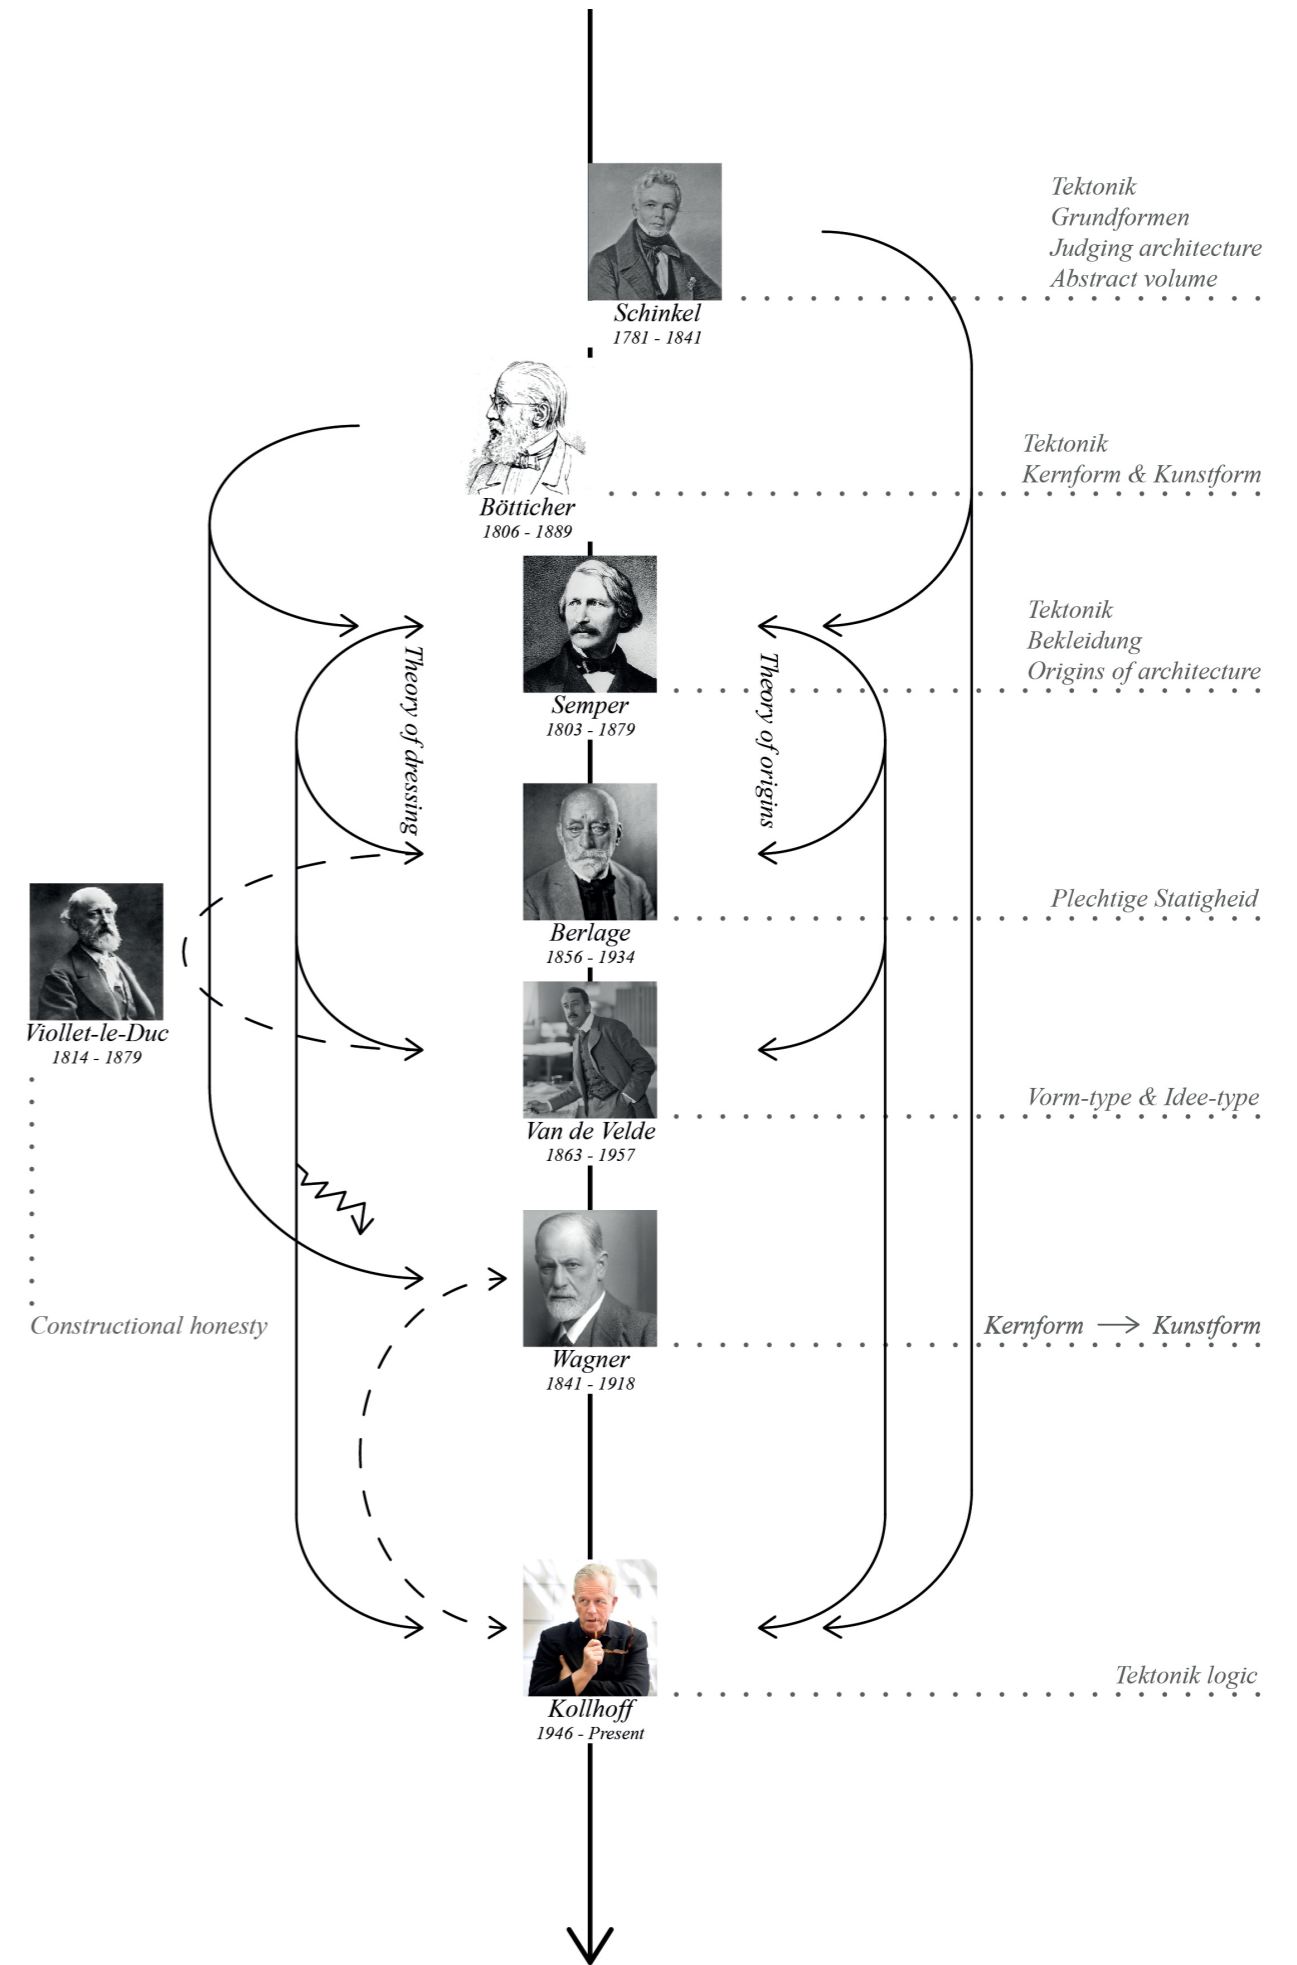 Tektonik
Grundformen
Judging architecture
Abstract volume
Schinkel
1781 - 1841
Tektonik
Kernform & Kunstform
Bötticher
1806 - 1889
Tektonik
Bekleidung
Origins of architecture
Theory of dressing
Theory of origins
Semper
1803 - 1879
Plechtige Statigheid
Berlage
1856 - 1934
Viollet-le-Duc
1814 - 1879
Vorm-type & Idee-type
Van de Velde
1863 - 1957
Constructional honesty
Kernform → Kunstform
Wagner
1841 - 1918
Tektonik logic
Kollhoff
1946 - Present